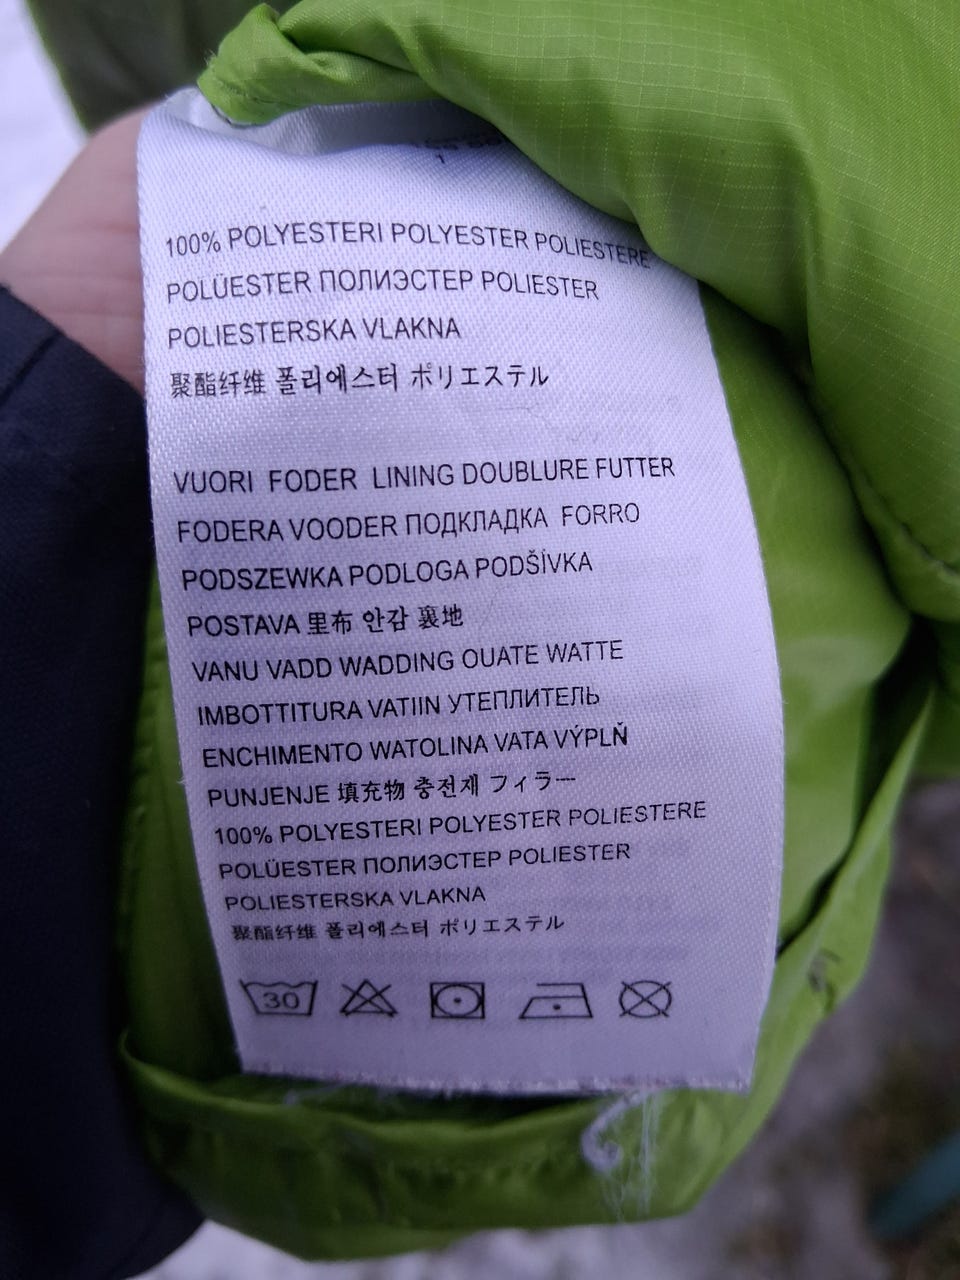 100% POLYESTERI POLYESTER POLIESTERE
POLÜESTER ПОЛИЭСТЕР POLIESTER
POLIESTERSKA VLAKNA
聚酯纤维 폴리에스터 ポリエステル
VUORI FODER LINING DOUBLURE FUTTER
FODERA VOODER ПОДКЛАДКА FORRO
PODSZEWKA PODLOGA PODŠÍVKA
POSTAVA 里布 안감 裏地
VANU VADD WADDING OUATE WATTE
IMBOTTITURA VATIIN УТЕПЛИТЕЛЬ
ENCHIMENTO WATOLINA VATA VÝPLŇ
PUNJENJE 填充物 충전재 フィラー
100% POLYESTERI POLYESTER POLIESTERE
POLÜESTER ПОЛИЭСТЕР POLIESTER
POLIESTERSKA VLAKNA
聚酯纤维 폴리에스터 ポリエステル
30